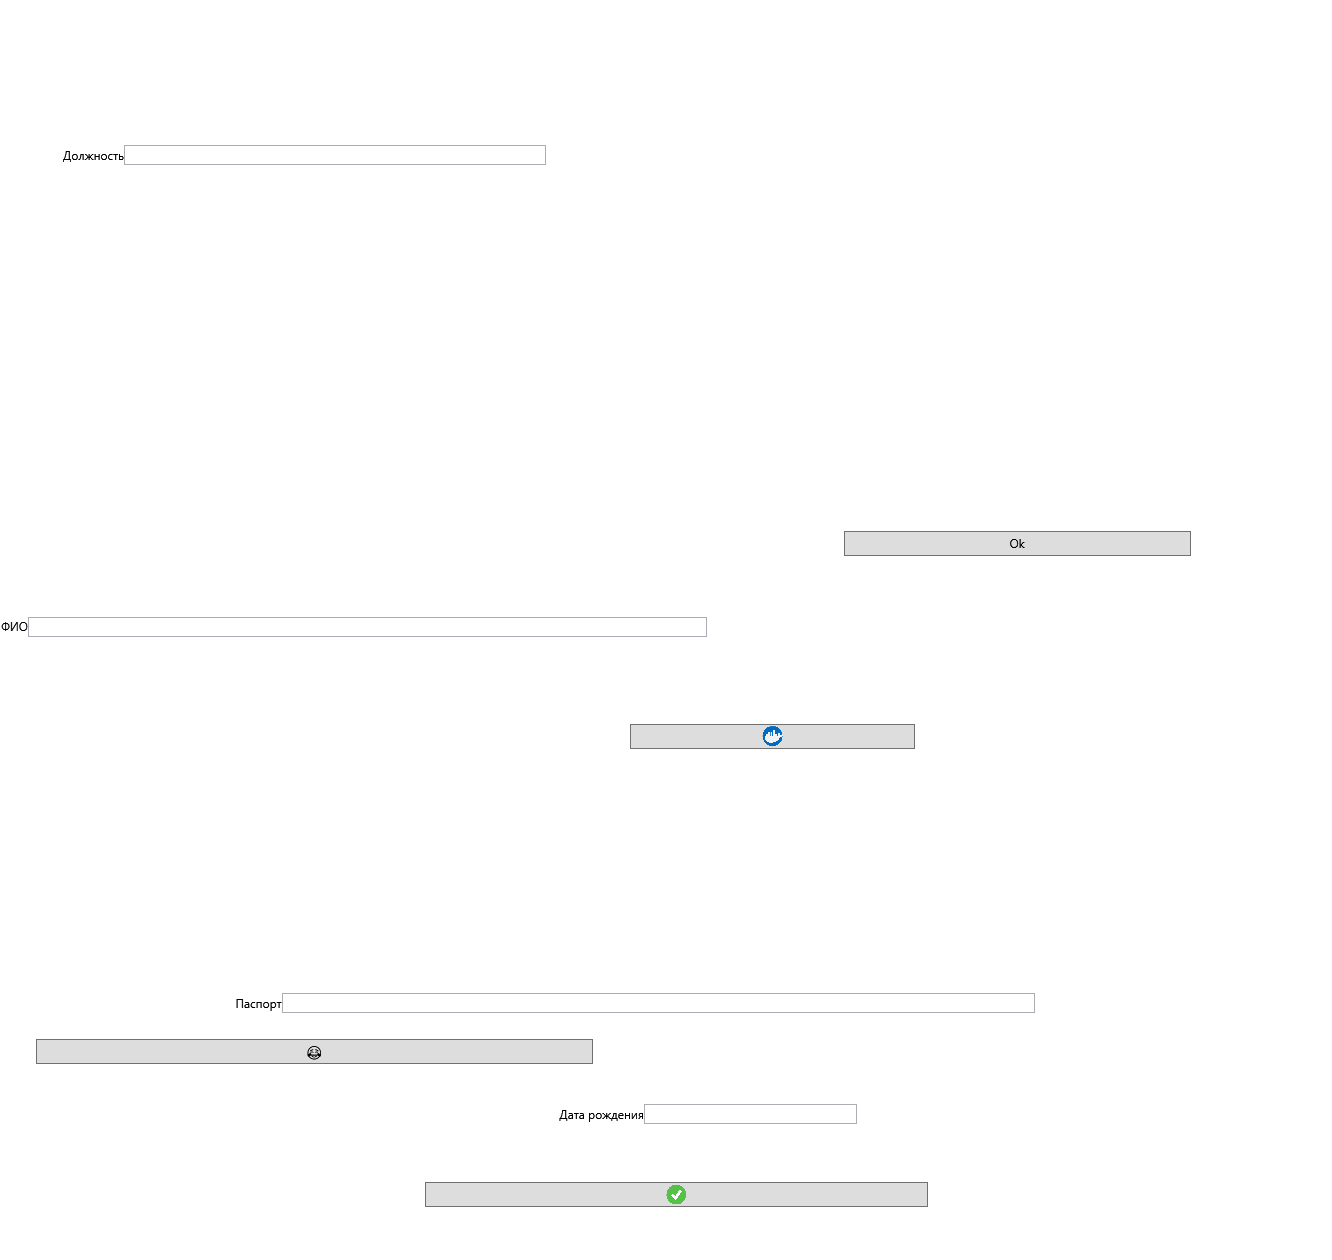 Должность
Ok
ФИО
Паспорт
😂
Дата рождения